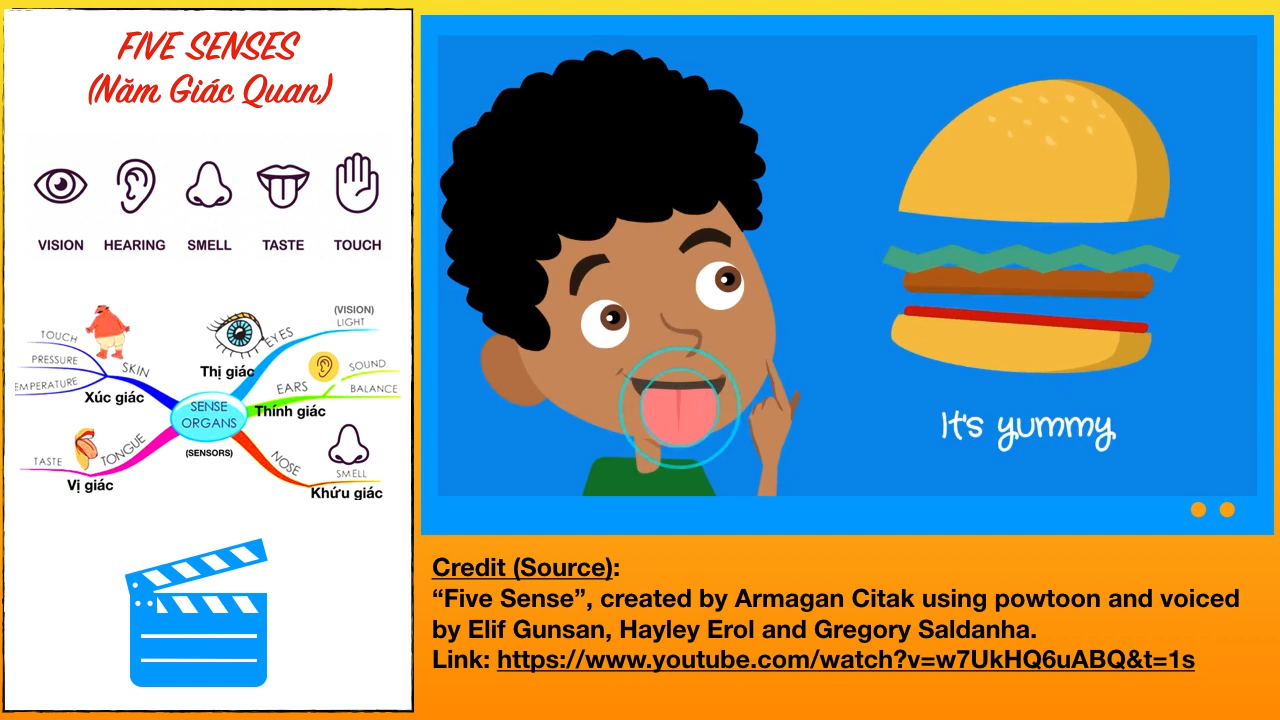 FIVE SENSES
(Năm Giác Quan)
VISION HEARING SMELL TASTE TOUCH
(VISION)
LIGHT
EYES
Thị giác
TOUCH
PRESSURE
EMPERATURE
SKIN
Xúc giác
SOUND
BALANCE
EARS
Thính giác
SENSE
ORGANS
(SENSORS)
TASTE
TONGUE
Vị giác
NOSE
SMELL
Khứu giác
It's yummy
Credit (Source):
“Five Sense”, created by Armagan Citak using powtoon and voiced
by Elif Gunsan, Hayley Erol and Gregory Saldanha.
Link: https://www.youtube.com/watch?v=w7UkHQ6uABQ&t=1s